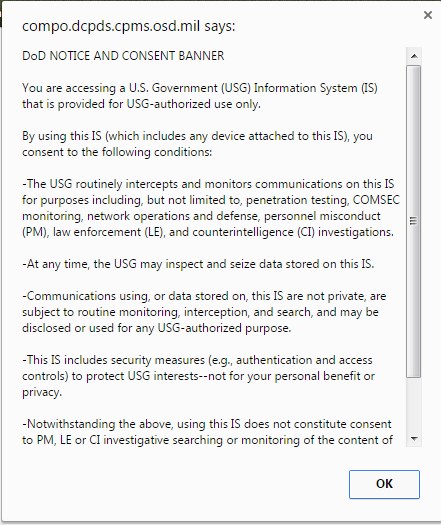 compo.dcpds.cpms.osd.mil says:
DoD NOTICE AND CONSENT BANNER
You are accessing a U.S. Government (USG) Information System (IS)
that is provided for USG-authorized use only.
By using this IS (which includes any device attached to this IS), you
consent to the following conditions:
-The USG routinely intercepts and monitors communications on this IS
for purposes including, but not limited to, penetration testing, COMSEC
monitoring, network operations and defense, personnel misconduct
(PM), law enforcement (LE), and counterintelligence (CI) investigations.
-At any time, the USG may inspect and seize data stored on this IS.
-Communications using, or data stored on, this IS are not private, are
subject to routine monitoring, interception, and search, and may be
disclosed or used for any USG-authorized purpose.
-This IS includes security measures (e.g., authentication and access
controls) to protect USG interests--not for your personal benefit or
privacy.
-Notwithstanding the above, using this IS does not constitute consent
to PM, LE or CI investigative searching or monitoring of the content of
OK